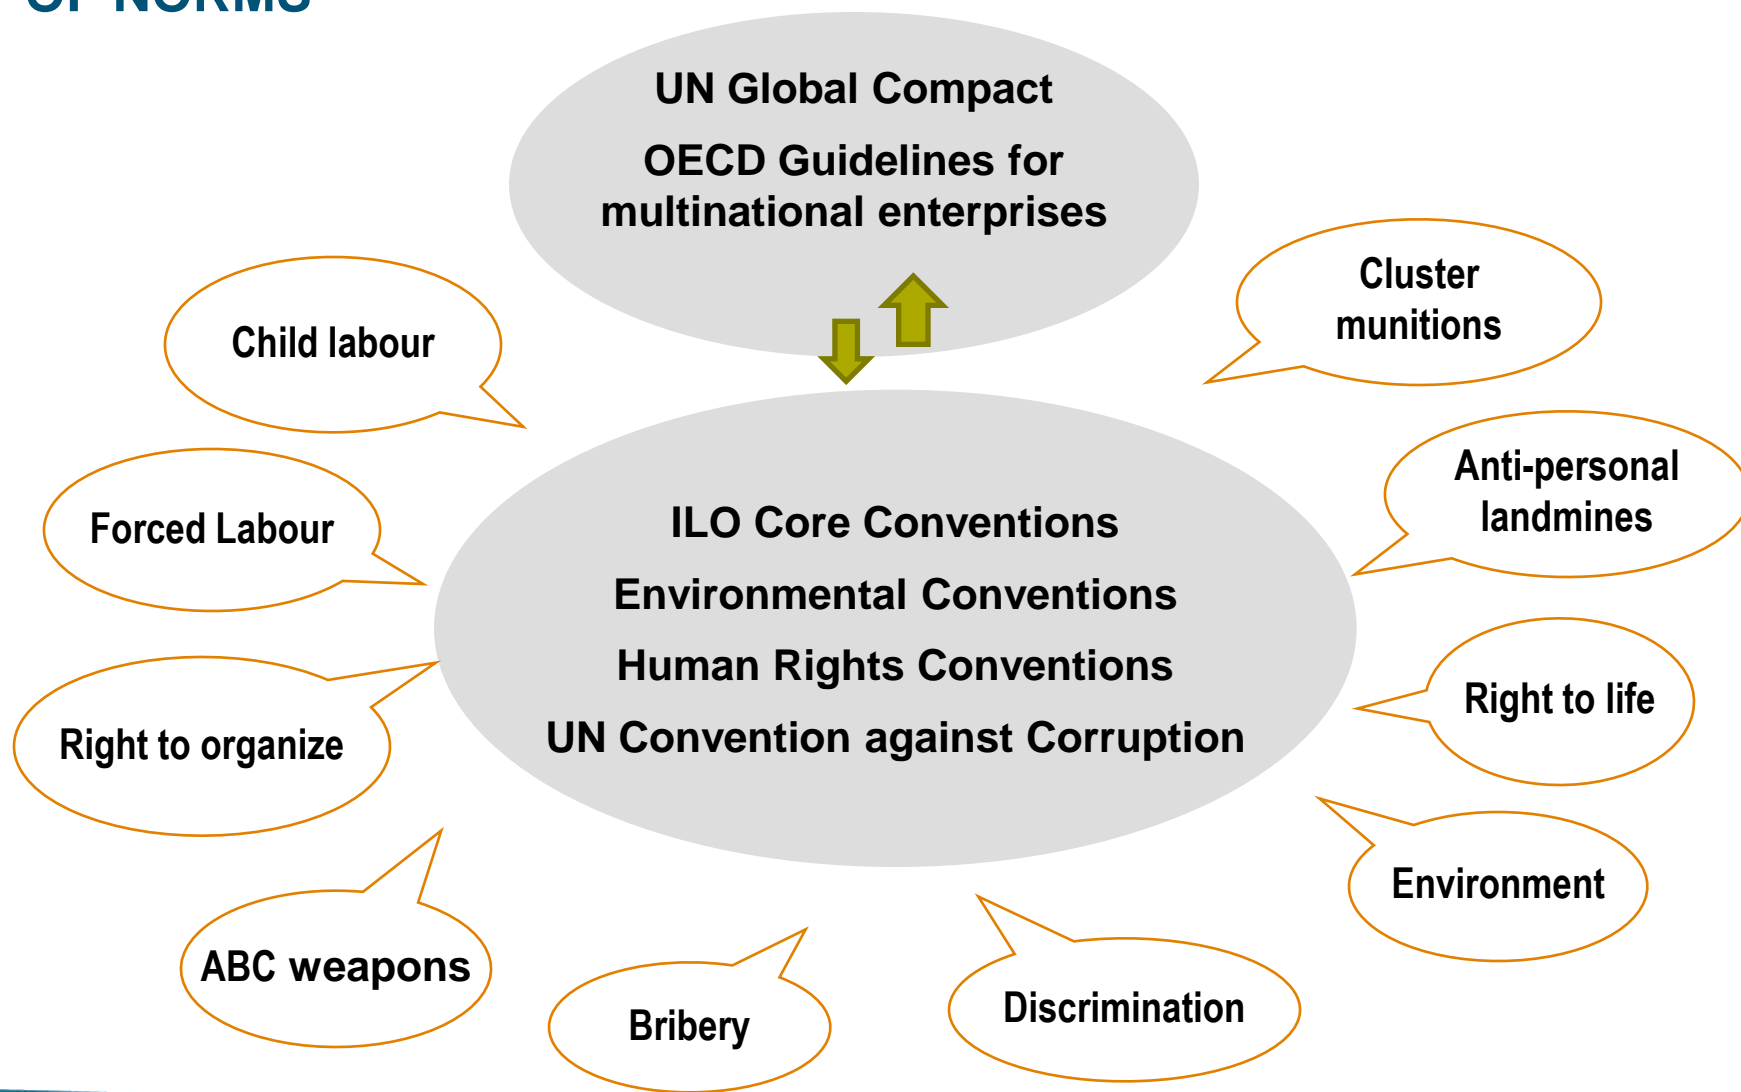 OF NORMS
UN Global Compact
OECD Guidelines for
multinational enterprises
Cluster
munitions
Child labour
Anti-personal
landmines
Forced Labour
ILO Core Conventions
Environmental Conventions
Human Rights Conventions
UN Convention against Corruption
Right to life
Right to organize
Environment
ABC weapons
Discrimination
Bribery